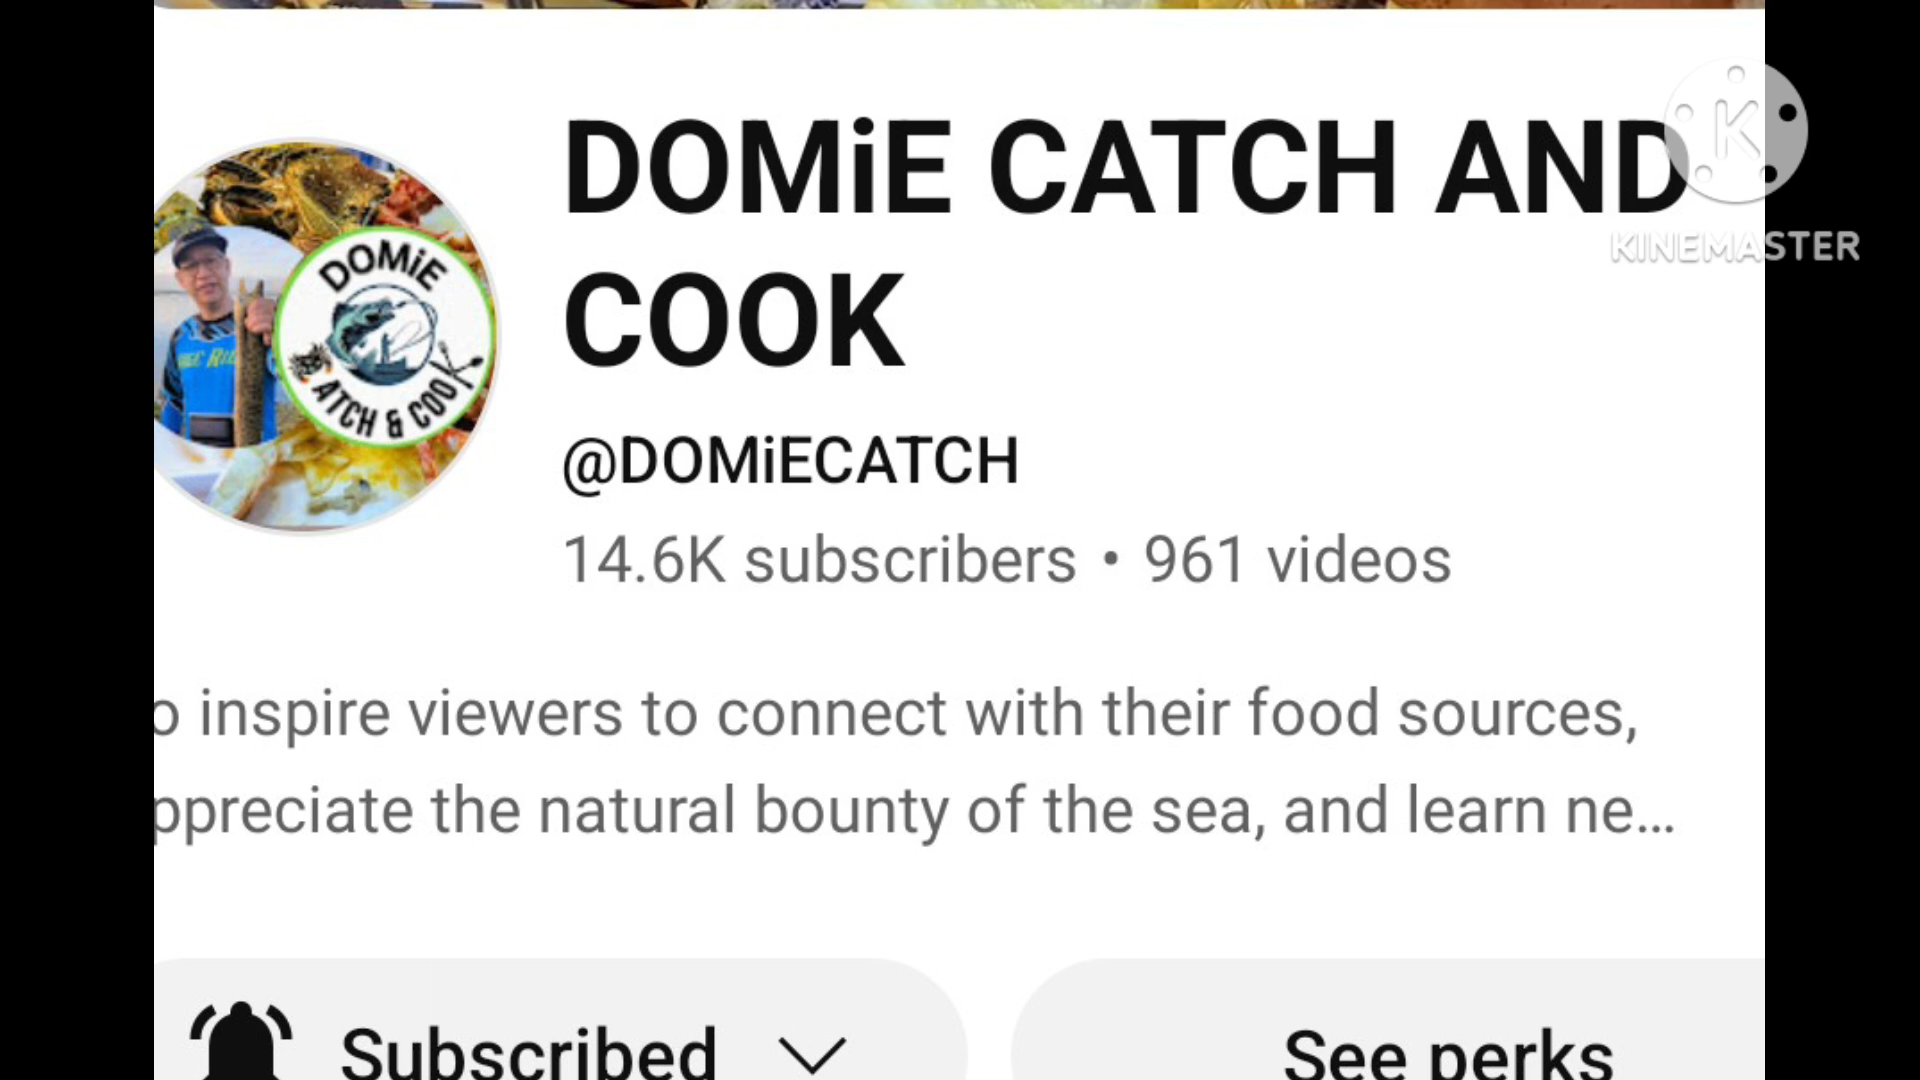 DOMiE CATCH AND
COOK
@DOMiECATCH
14.6K subscribers • 961 videos
o inspire viewers to connect with their food sources,
ppreciate the natural bounty of the sea, and learn ne...
Subscribed
See perks
DOMiE
CATCH & COOK
K
KINEMASTER